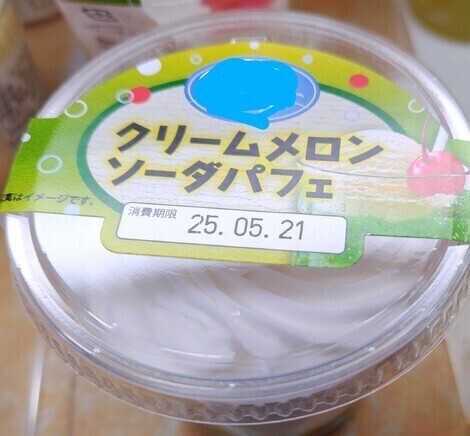 クリームメロン
ソーダパフェ
実はイメージです。
消費期限
25.05.21